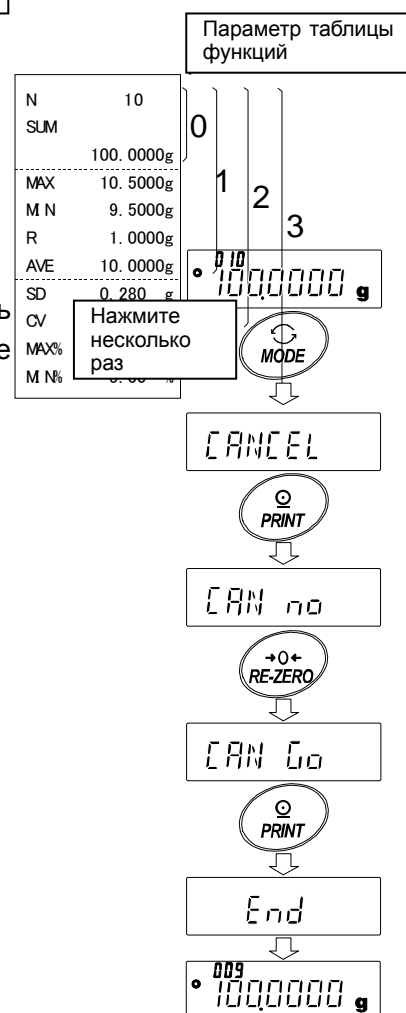 Параметр таблицы
функций
N 10
SUM
100.0000g
MAX 10.5000g
MIN 9.5000g
R 1.0000g
AVE 10.0000g
SD 0.280 g
CV
MAX%
MIN% %
0
1
2
3
ь
е
Нажмите
несколько
раз
010
100.0000 g
MODE
CANCEL
PRINT
CAN no
→0←
RE-ZERO
CAN Go
PRINT
End
009
100.0000 g